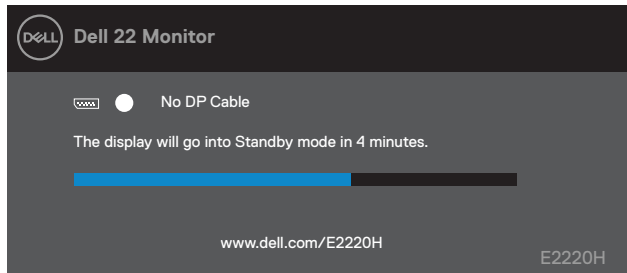 DELL Dell 22 Monitor
No DP Cable
The display will go into Standby mode in 4 minutes.
www.dell.com/E2220H
E2220H